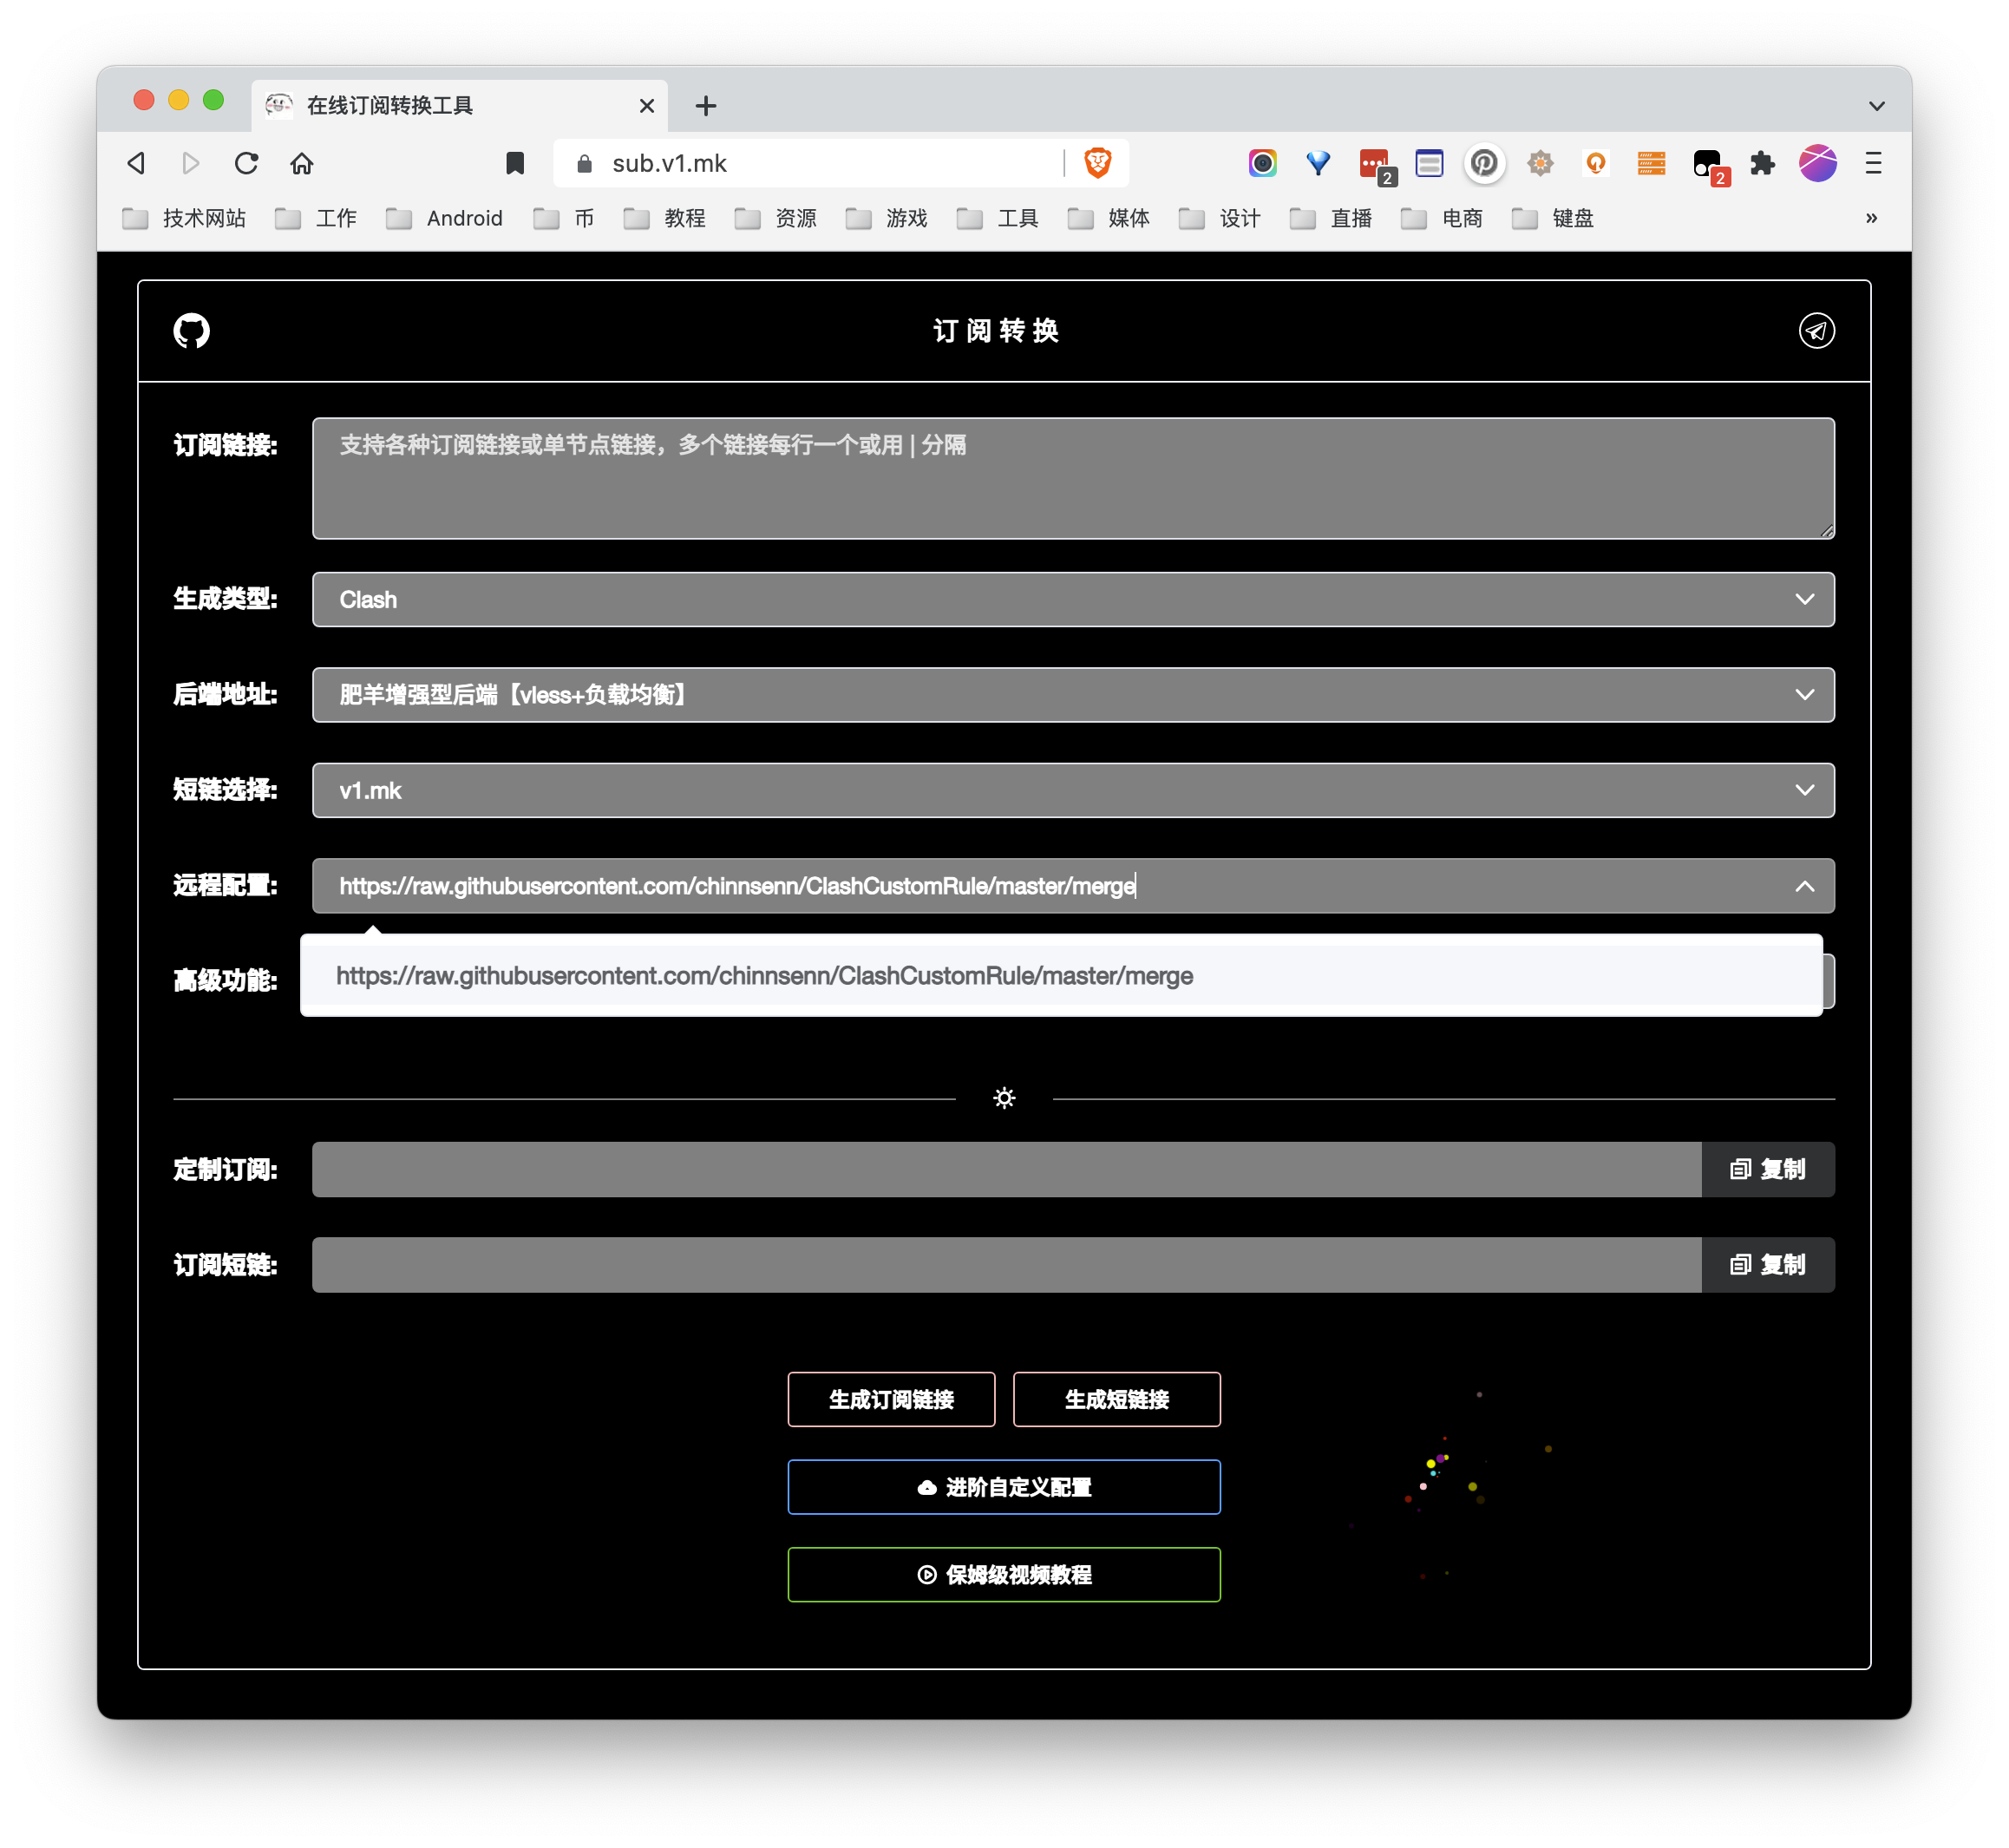 在线订阅转换工具
sub.v1.mk
2
2
技术网站 工作 Android 币 教程 资源 游戏 工具 媒体 设计 直播 电商 键盘 »
订阅转换
订阅链接:
支持各种订阅链接或单节点链接，多个链接每行一个或用 | 分隔
生成类型:
Clash
后端地址:
肥羊增强型后端【vless+负载均衡】
短链选择:
v1.mk
远程配置:
https://raw.githubusercontent.com/chinnsenn/ClashCustomRule/master/merge
https://raw.githubusercontent.com/chinnsenn/ClashCustomRule/master/merge
高级功能:
定制订阅:
复制
订阅短链:
复制
生成订阅链接
生成短链接
进阶自定义配置
保姆级视频教程